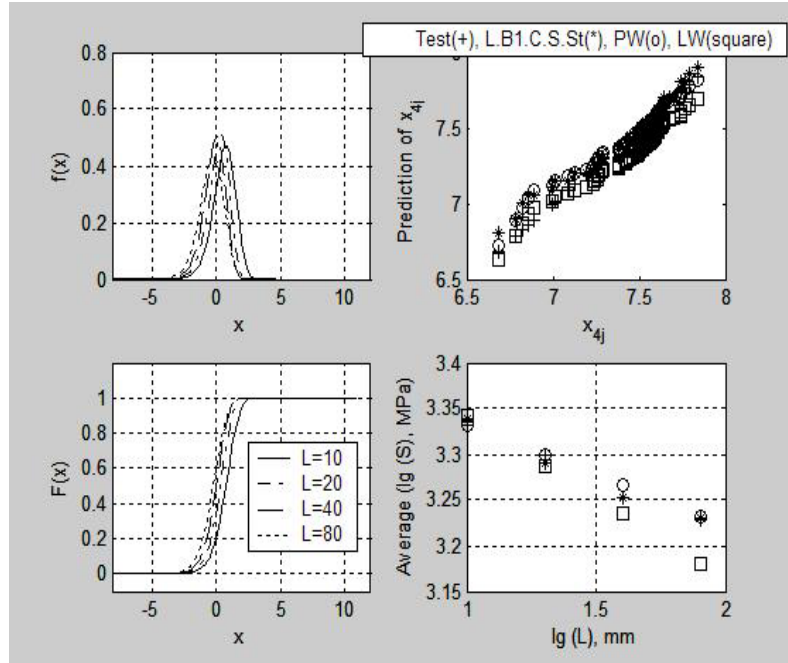 Test(+), L.B1.C.S.St(*), PW(o), LW(square)
0.8
0.6
0.4
0.2
0
f(x)
-5 0 5 10
x
8
7.5
7
6.5
Prediction of x4j
6.5 7 7.5 8
x4j
1
0.8
0.6
0.4
0.2
0
F(x)
L=10
L=20
L=40
L=80
-5 0 5 10
x
3.4
3.35
3.3
3.25
3.2
3.15
Average (lg (S), MPa)
1 1.5 2
lg (L), mm